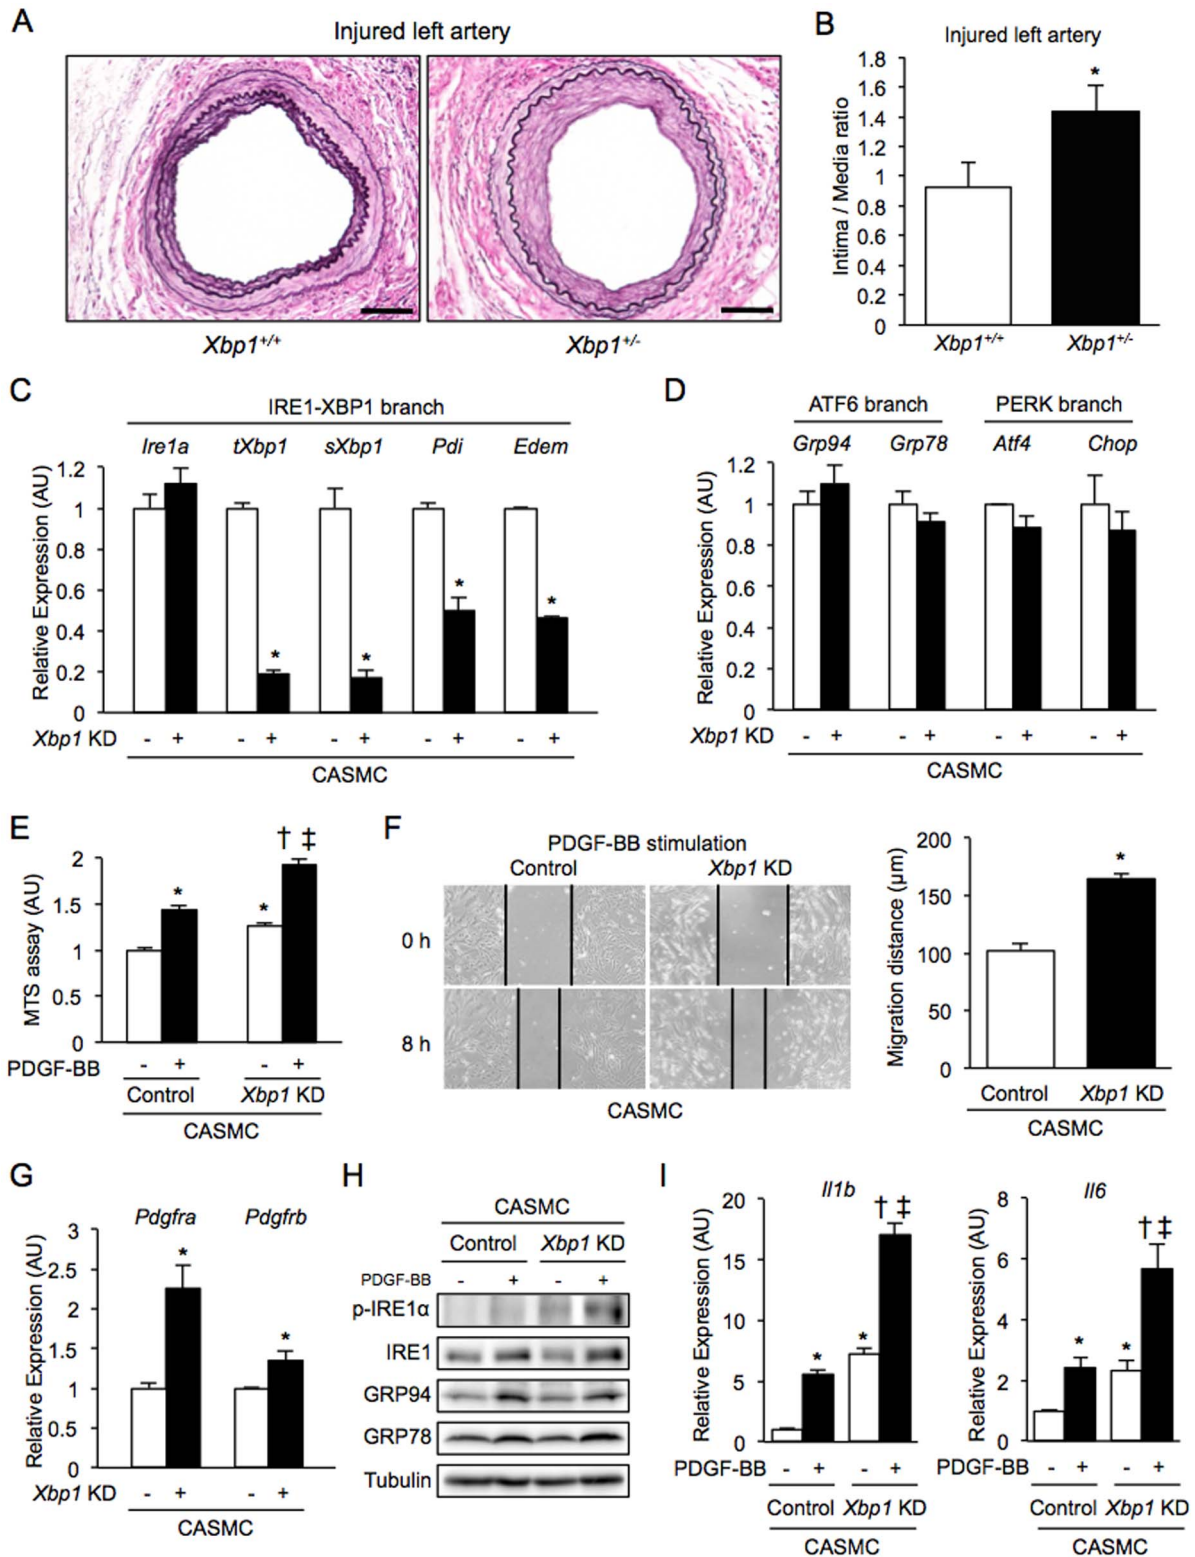 A
Injured left artery
Xbp1+/+
Xbp1+/-
B
Injured left artery
Intima / Media ratio
1.8
1.6
1.4
1.2
1
0.8
0.6
0.4
0.2
0
*
Xbp1+/+ Xbp1+/-
C
IRE1-XBP1 branch
Ire1a tXbp1 sXbp1 Pdi Edem
Relative Expression (AU)
1.2
1
0.8
0.6
0.4
0.2
0
* * * *
Xbp1 KD - + - + - + - + - +
CASMC
D
ATF6 branch PERK branch
Grp94 Grp78 Atf4 Chop
Relative Expression (AU)
1.2
1
0.8
0.6
0.4
0.2
0
Xbp1 KD - + - + - + - +
CASMC
E
MTS assay (AU)
2
1.5
1
0.5
0
* * † ‡
PDGF-BB - + - +
Control Xbp1 KD
CASMC
F
PDGF-BB stimulation
Control Xbp1 KD
0 h
8 h
CASMC
Migration distance (μm)
200
150
100
50
0
*
Control Xbp1 KD
CASMC
G
Pdgfra Pdgfrb
Relative Expression (AU)
3
2.5
2
1.5
1
0.5
0
* *
Xbp1 KD - + - +
CASMC
H
CASMC
Control Xbp1 KD
PDGF-BB - + - +
p-IRE1α
IRE1
GRP94
GRP78
Tubulin
I
Il1b
Relative Expression (AU)
20
15
10
5
0
* * † ‡
PDGF-BB - + - +
Control Xbp1 KD
CASMC
Il6
Relative Expression (AU)
8
6
4
2
0
* * † ‡
PDGF-BB - + - +
Control Xbp1 KD
CASMC